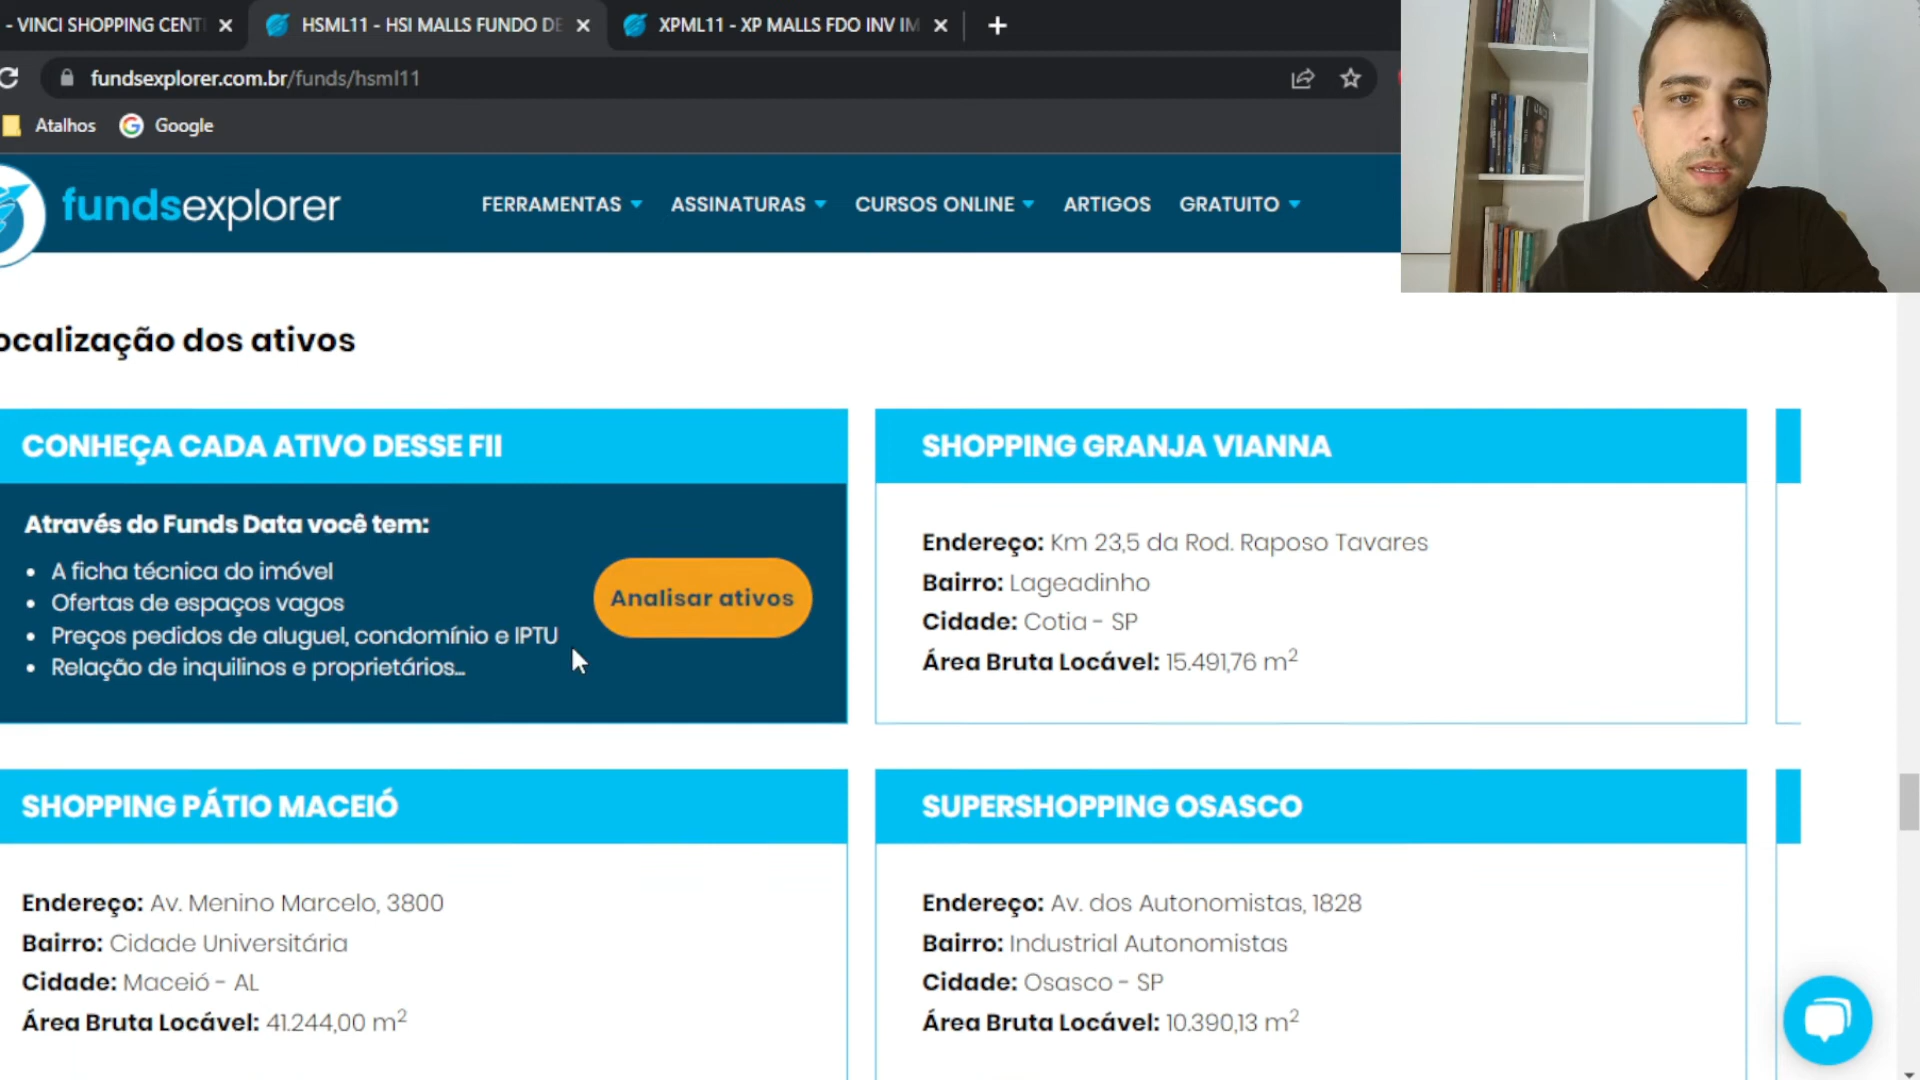 - VINCI SHOPPING CENT
HSML11 - HSI MALLS FUNDO DE
XPML11 - XP MALLS FDO INV IM
fundsexplorer.com.br/funds/hsml11
Atalhos
Google
fundsexplorer
FERRAMENTAS
ASSINATURAS
CURSOS ONLINE
ARTIGOS
GRATUITO
ocalização dos ativos
CONHEÇA CADA ATIVO DESSE FII
Através do Funds Data você tem:
• A ficha técnica do imóvel
• Ofertas de espaços vagos
• Preços pedidos de aluguel, condomínio e IPTU
• Relação de inquilinos e proprietários...
Analisar ativos
SHOPPING GRANJA VIANNA
Endereço: Km 23,5 da Rod. Raposo Tavares
Bairro: Lageadinho
Cidade: Cotia - SP
Área Bruta Locável: 15.491,76 m²
SHOPPING PÁTIO MACEIÓ
Endereço: Av. Menino Marcelo, 3800
Bairro: Cidade Universitária
Cidade: Maceió - AL
Área Bruta Locável: 41.244,00 m²
SUPERSHOPPING OSASCO
Endereço: Av. dos Autonomistas, 1828
Bairro: Industrial Autonomistas
Cidade: Osasco - SP
Área Bruta Locável: 10.390,13 m²